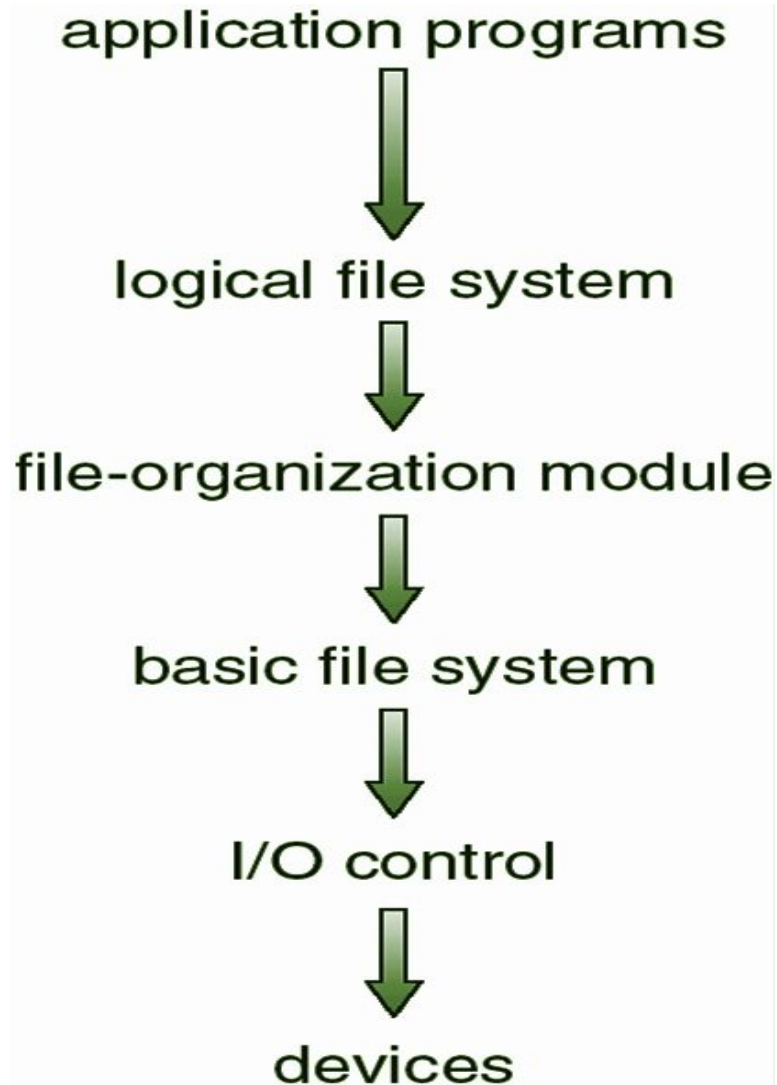 application programs
logical file system
file-organization module
basic file system
I/O control
devices